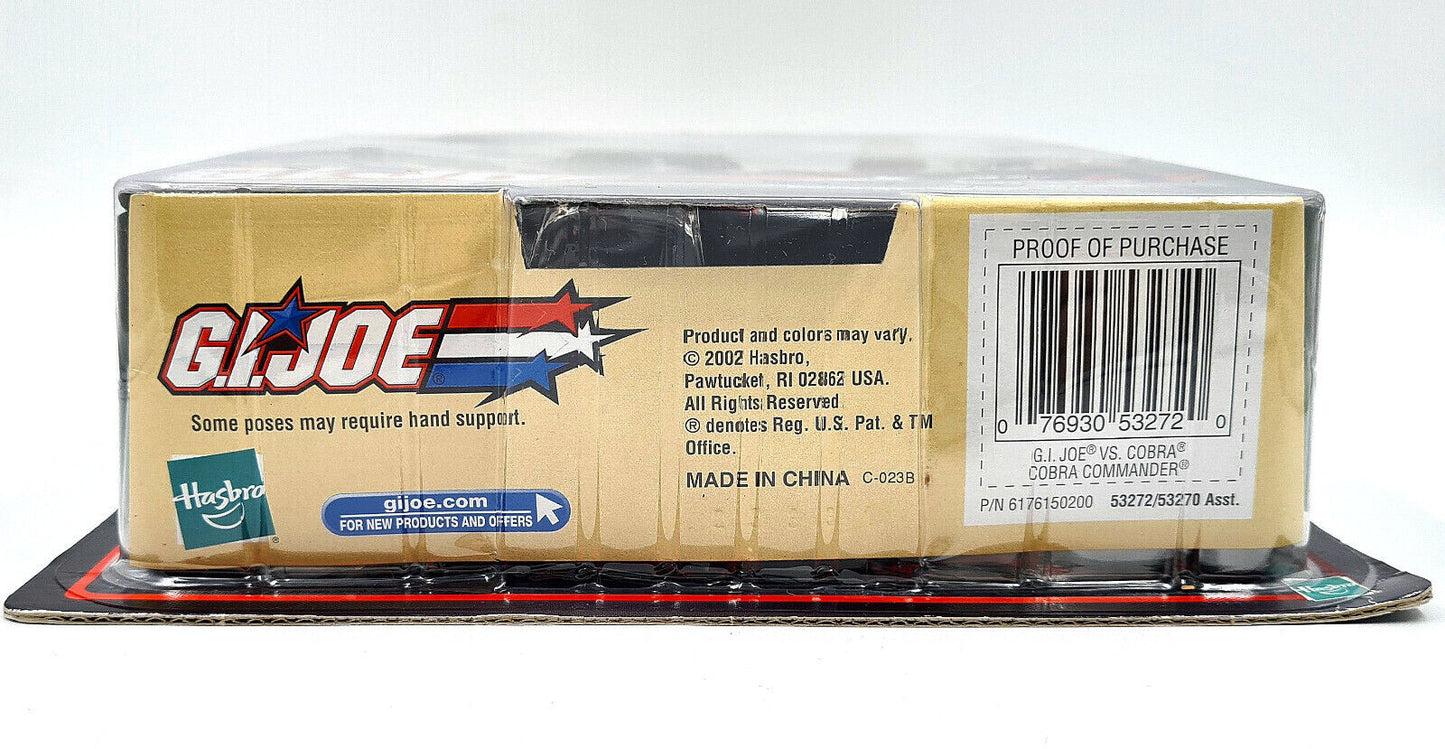 G.I.JOE ®
Some poses may require hand support.
Hasbro ®
gijoe.com
FOR NEW PRODUCTS AND OFFERS
Product and colors may vary.
© 2002 Hasbro,
Pawtucket, RI 02862 USA.
All Rights Reserved.
® denotes Reg. U.S. Pat. & TM
Office.
MADE IN CHINA C-023B
PROOF OF PURCHASE
0 76930 53272 0
G.I. JOE® VS. COBRA®
COBRA COMMANDER®
P/N 6176150200 53272/53270 Asst.
Hasbro